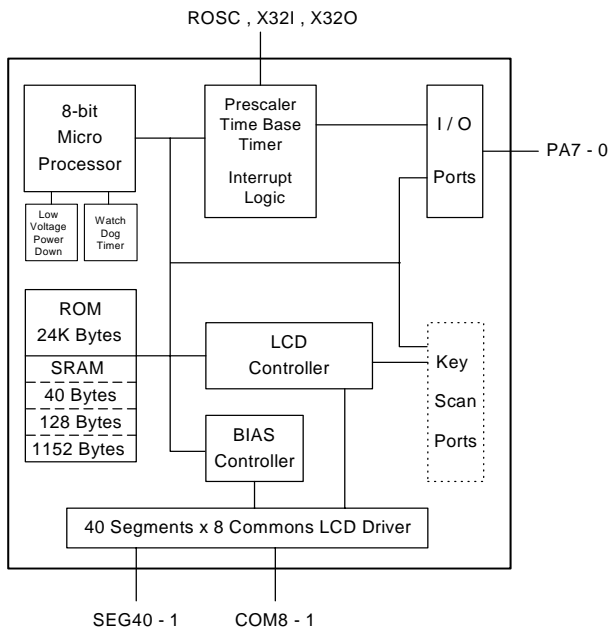 ROSC , X32I , X32O
8-bit
Micro
Processor
Low
Voltage
Power
Down
Watch
Dog
Timer
Prescaler
Time Base
Timer
Interrupt
Logic
I / O
Ports
PA7 - 0
ROM
24K Bytes
SRAM
40 Bytes
128 Bytes
1152 Bytes
LCD
Controller
BIAS
Controller
Key
Scan
Ports
40 Segments x 8 Commons LCD Driver
SEG40 - 1
COM8 - 1